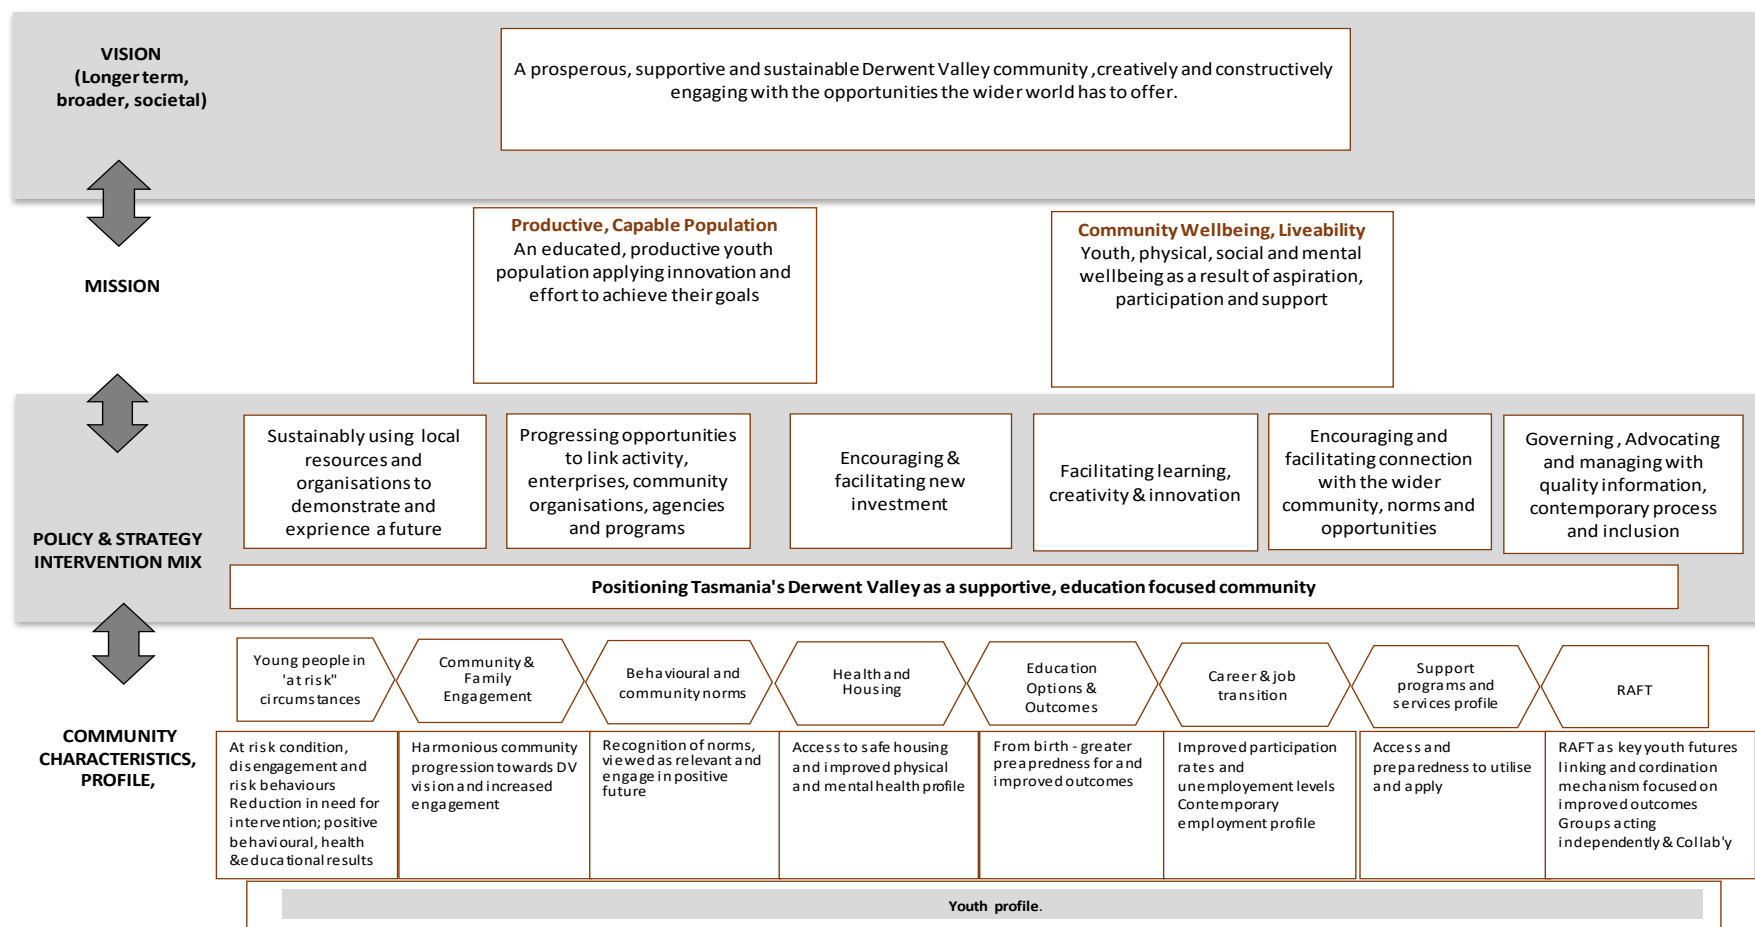 VISION
(Longer term,
broader, societal)
A prosperous, supportive and sustainable Derwent Valley community ,creatively and constructively
engaging with the opportunities the wider world has to offer.
MISSION
Productive, Capable Population
An educated, productive youth
population applying innovation and
effort to achieve their goals
Community Wellbeing, Liveability
Youth, physical, social and mental
wellbeing as a result of aspiration,
participation and support
POLICY & STRATEGY
INTERVENTION MIX
Sustainably using local
resources and
organisations to
demonstrate and
exprience a future
Progressing opportunities
to link activity,
enterprises, community
organisations, agencies
and programs
Encouraging &
facilitating new
investment
Facilitating learning,
creativity & innovation
Encouraging and
facilitating connection
with the wider
community, norms and
opportunities
Governing , Advocating
and managing with
quality information,
contemporary process
and inclusion
Positioning Tasmania's Derwent Valley as a supportive, education focused community
COMMUNITY
CHARACTERISTICS,
PROFILE,
Young people in
'at risk"
circumstances
Community &
Family
Engagement
Behavioural and
community norms
Health and
Housing
Education
Options &
Outcomes
Career & job
transition
Support
programs and
services profile
RAFT
At risk condition,
disengagement and
risk behaviours
Reduction in need for
intervention; positive
behavioural, health
&educational results
Harmonious community
progression towards DV
vision and increased
engagement
Recognition of norms,
viewed as relevant and
engage in positive
future
Access to safe housing
and improved physical
and mental health profile
From birth - greater
preapredness for and
improved outcomes
Improved participation
rates and
unemployement levels
Contemporary
employment profile
Access and
preparedness to utilise
and apply
RAFT as key youth futures
linking and cordination
mechanism focused on
improved outcomes
Groups acting
independently & Collab'y
Youth profile.